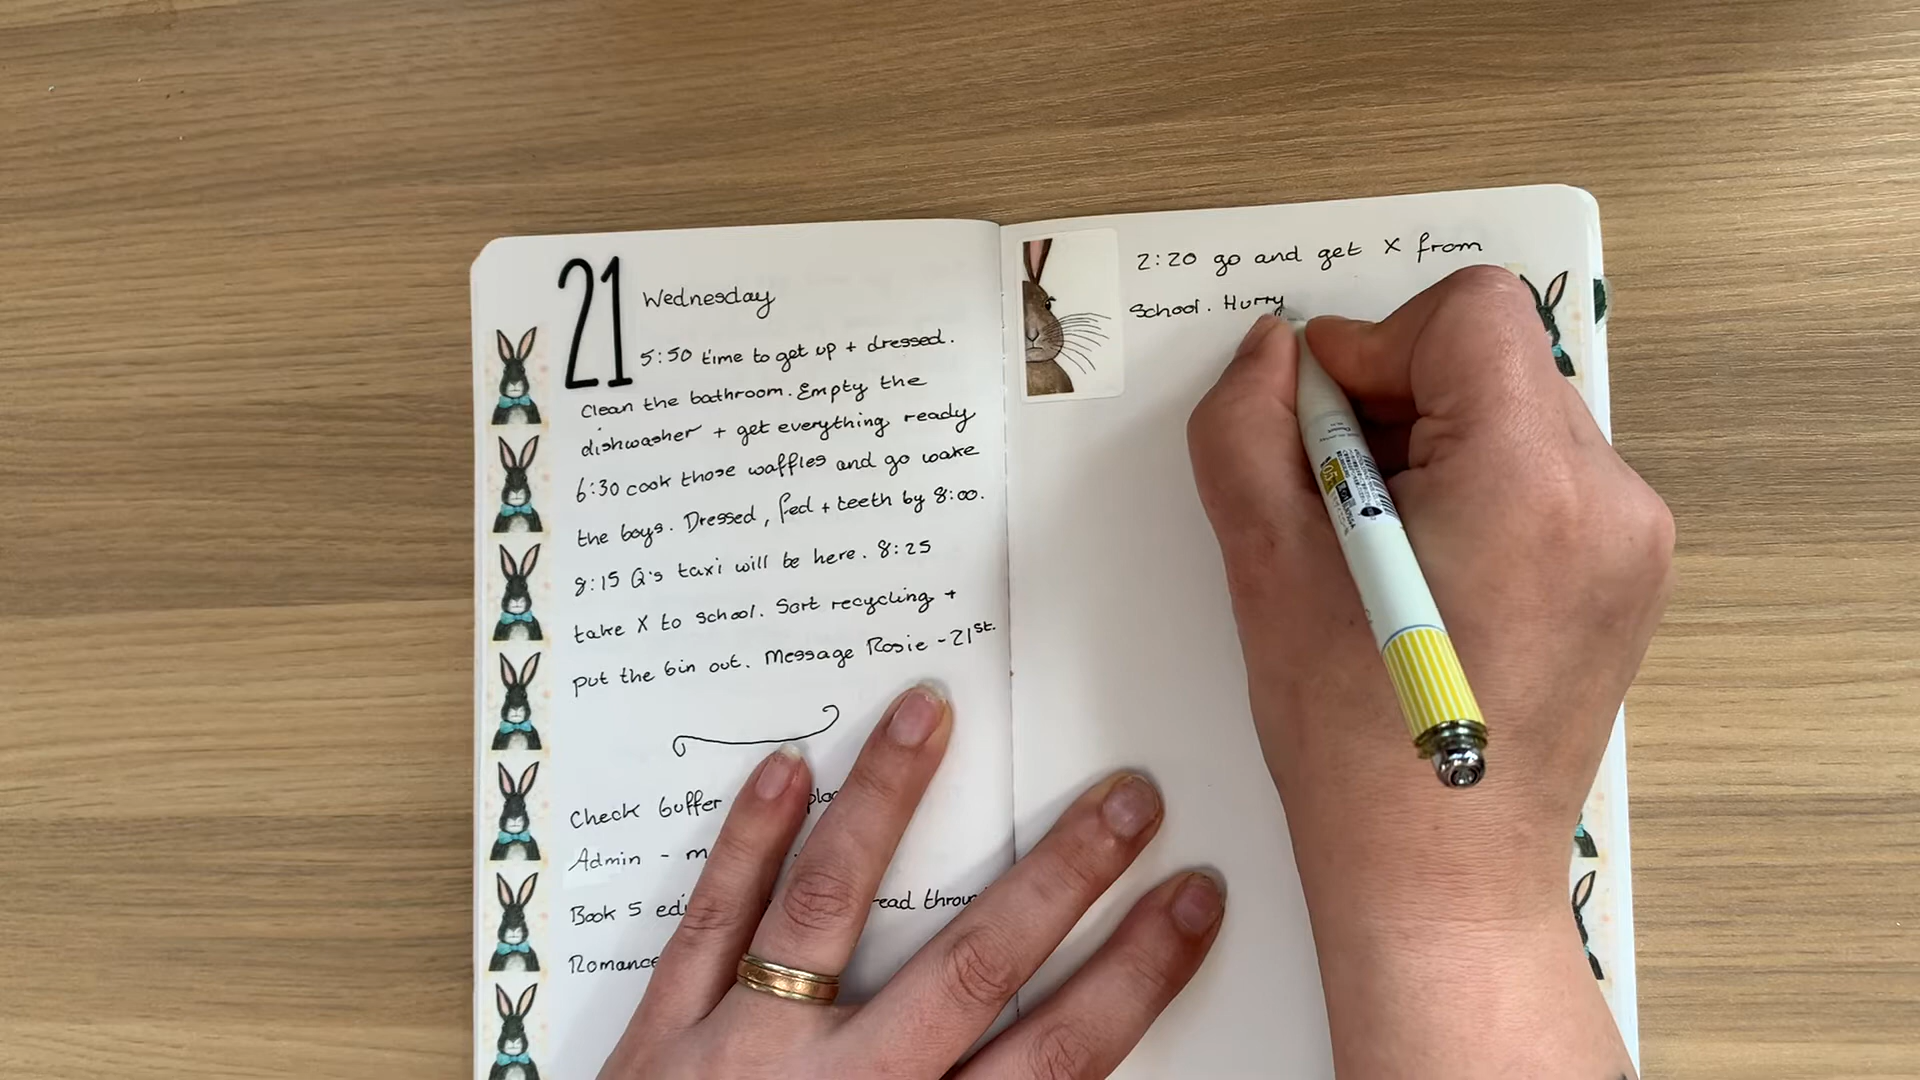 21
Wednesday
5:50 time to get up + dressed.
Clean the bathroom. Empty the
dishwasher + get everything ready
6:30 cook those waffles and go wake
the boys. Dressed, fed + teeth by 8:00.
8:15 Q's taxi will be here. 8:25
take X to school. Sort recycling +
put the bin out. Message Rosie - 21st.
Check buffer
Admin -
Book 5 read
Romance
2:20 go and get X from
School. Hurry